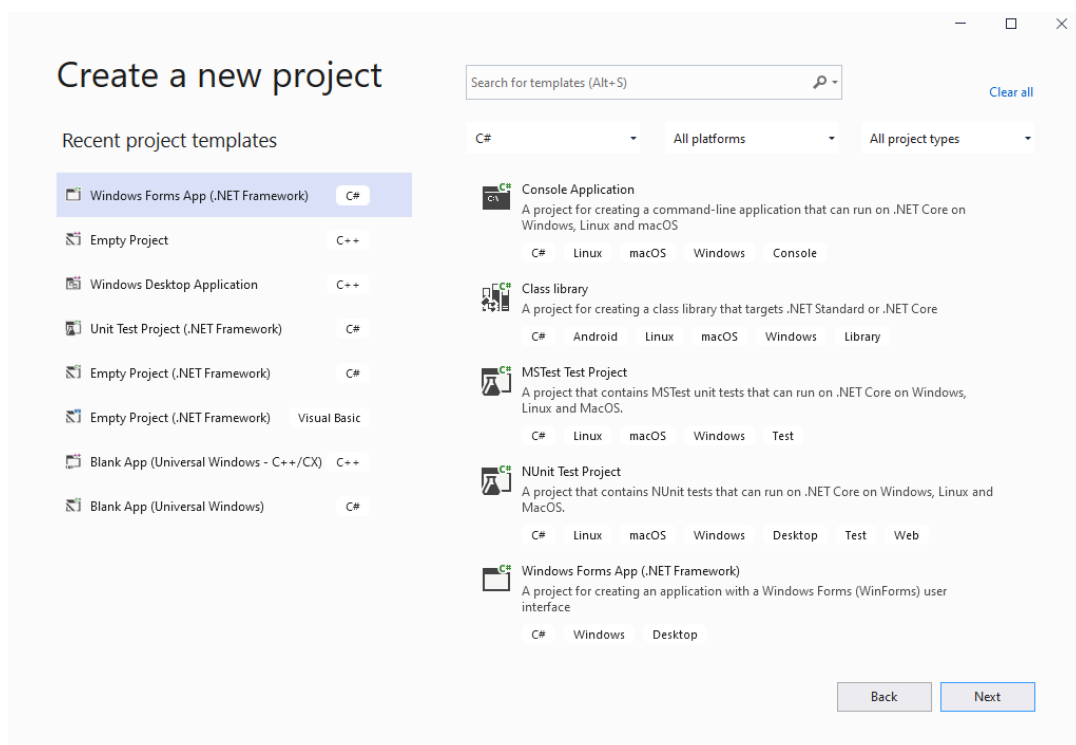 Create a new project
Search for templates (Alt+S)
Clear all
Recent project templates
C#
All platforms
All project types
Windows Forms App (.NET Framework) C#
Empty Project C++
Windows Desktop Application C++
Unit Test Project (.NET Framework) C#
Empty Project (.NET Framework) C#
Empty Project (.NET Framework) Visual Basic
Blank App (Universal Windows - C++/CX) C++
Blank App (Universal Windows) C#
Console Application
A project for creating a command-line application that can run on .NET Core on
Windows, Linux and macOS
C# Linux macOS Windows Console
Class library
A project for creating a class library that targets .NET Standard or .NET Core
C# Android Linux macOS Windows Library
MSTest Test Project
A project that contains MSTest unit tests that can run on .NET Core on Windows,
Linux and MacOS.
C# Linux macOS Windows Test
NUnit Test Project
A project that contains NUnit tests that can run on .NET Core on Windows, Linux and
MacOS.
C# Linux macOS Windows Desktop Test Web
Windows Forms App (.NET Framework)
A project for creating an application with a Windows Forms (WinForms) user
interface
C# Windows Desktop
Back Next